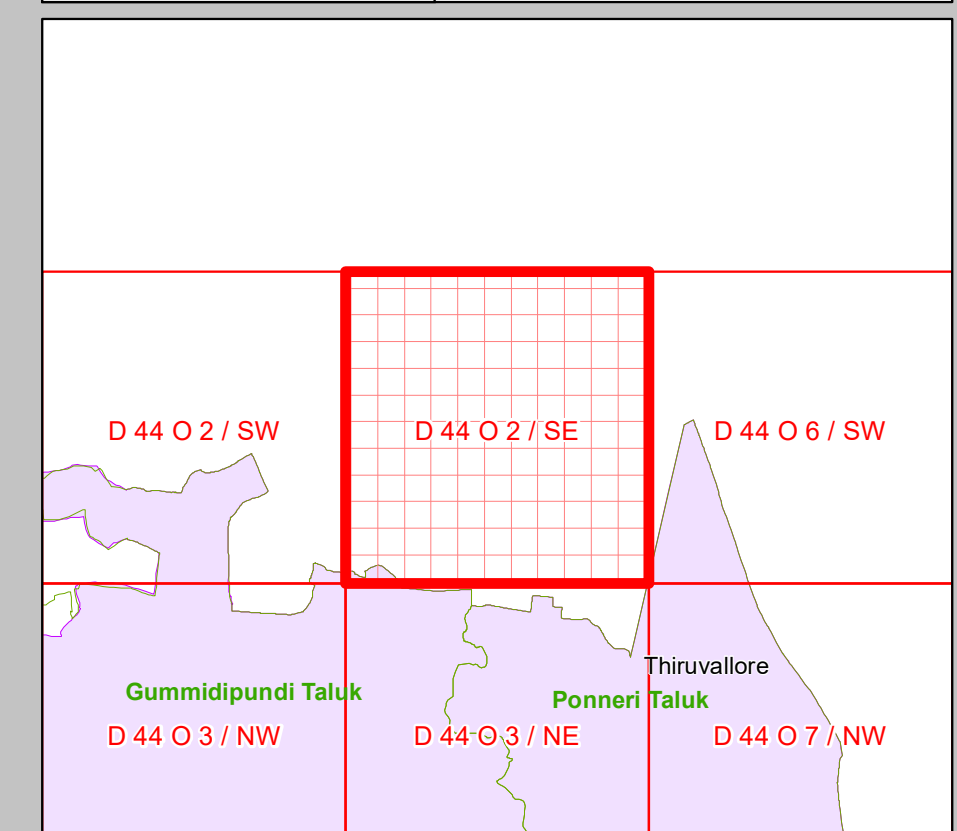 D 44 O 2 / SW
D 44 O 2 / SE
D 44 O 6 / SW
Thiruvallore
Gummidipundi Taluk
Ponneri Taluk
D 44 O 3 / NW
D 44 O 3 / NE
D 44 O 7 / NW